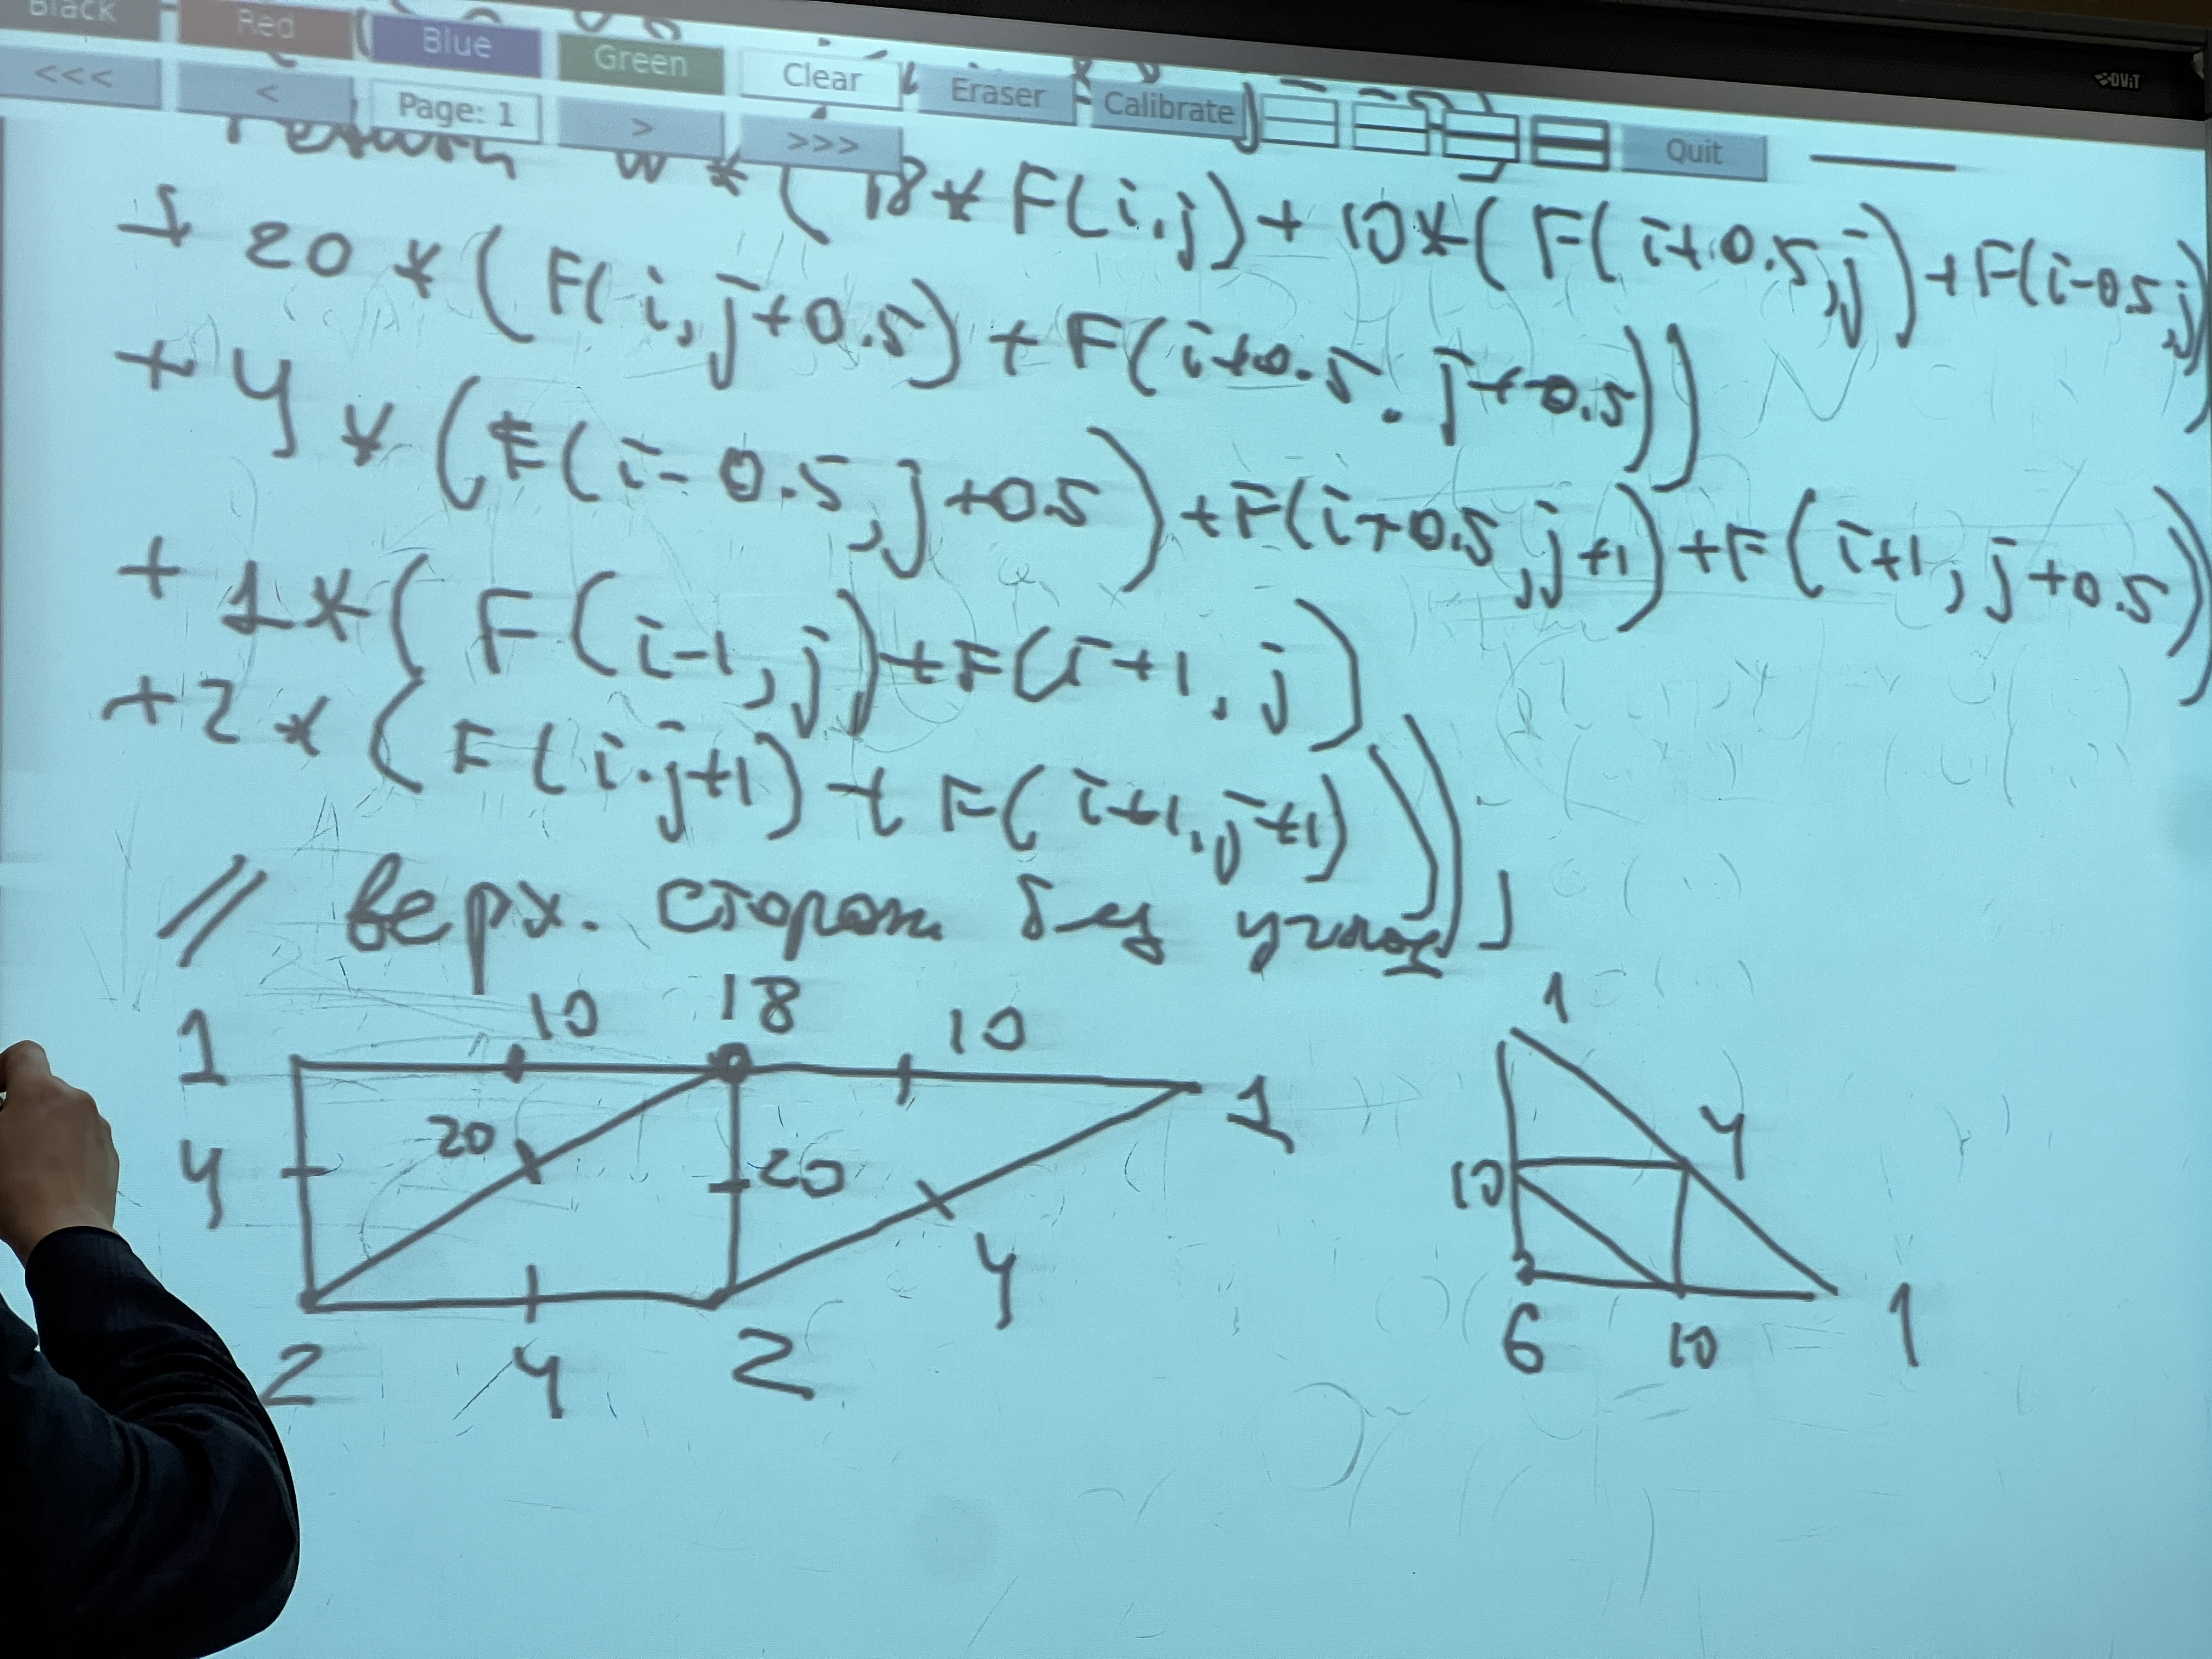 Black Red Blue Green Clear Eraser Calibrate Quit
<<< < Page: 1 > >>>
DViT
return w * (18 * F(i,j) + 10 * (F(i+0.5,j) + F(i-0.5,j))
+ 20 * (F(i,j+0.5) + F(i+0.5,j+0.5))
+ 4 * (F(i-0.5,j+0.5) + F(i+0.5,j+1) + F(i+1,j+0.5))
+ 1 * (F(i-1,j) + F(i+1,j)
+ 2 * (F(i,j+1) + F(i+1,j+1)));
// верх. сторон без углов
1 10 18 10 1
4 20 20 4
2 4 2
1
10 4
6 10 1